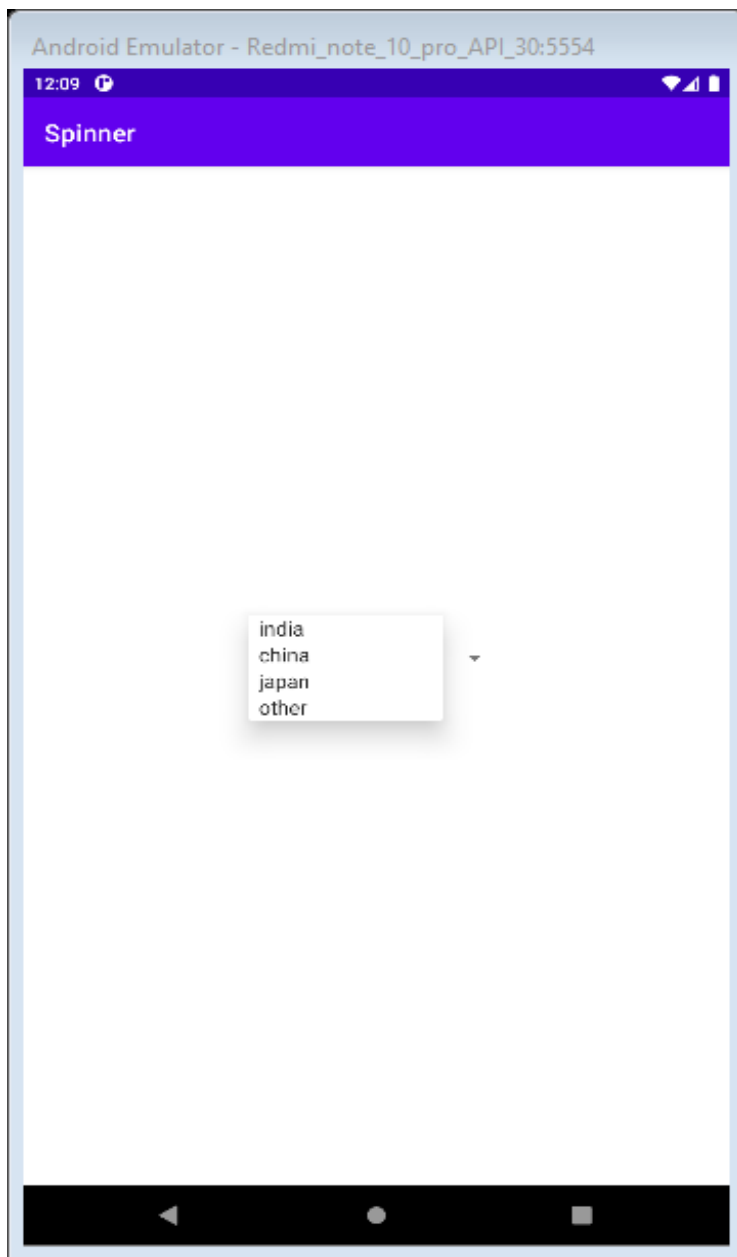 Android Emulator - Redmi_note_10_pro_API_30:5554
12:09
Spinner
india
china
japan
other